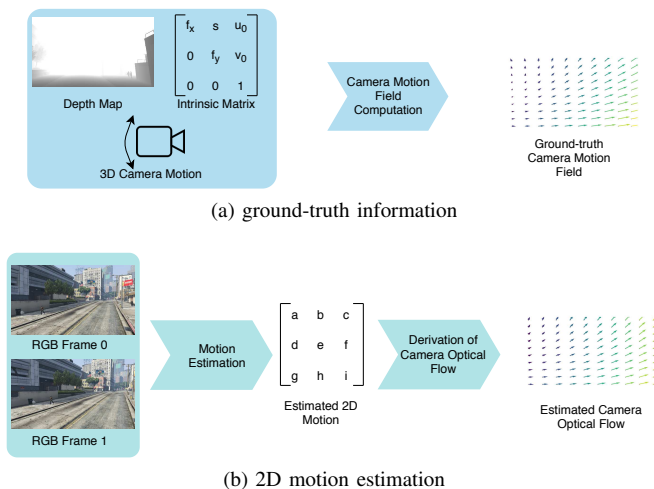 f_x s u_0
0 f_y v_0
0 0 1
Depth Map
Intrinsic Matrix
3D Camera Motion
Camera Motion
Field
Computation
Ground-truth
Camera Motion
Field
(a) ground-truth information
RGB Frame 0
RGB Frame 1
Motion
Estimation
a b c
d e f
g h i
Estimated 2D
Motion
Derivation of
Camera Optical
Flow
Estimated Camera
Optical Flow
(b) 2D motion estimation